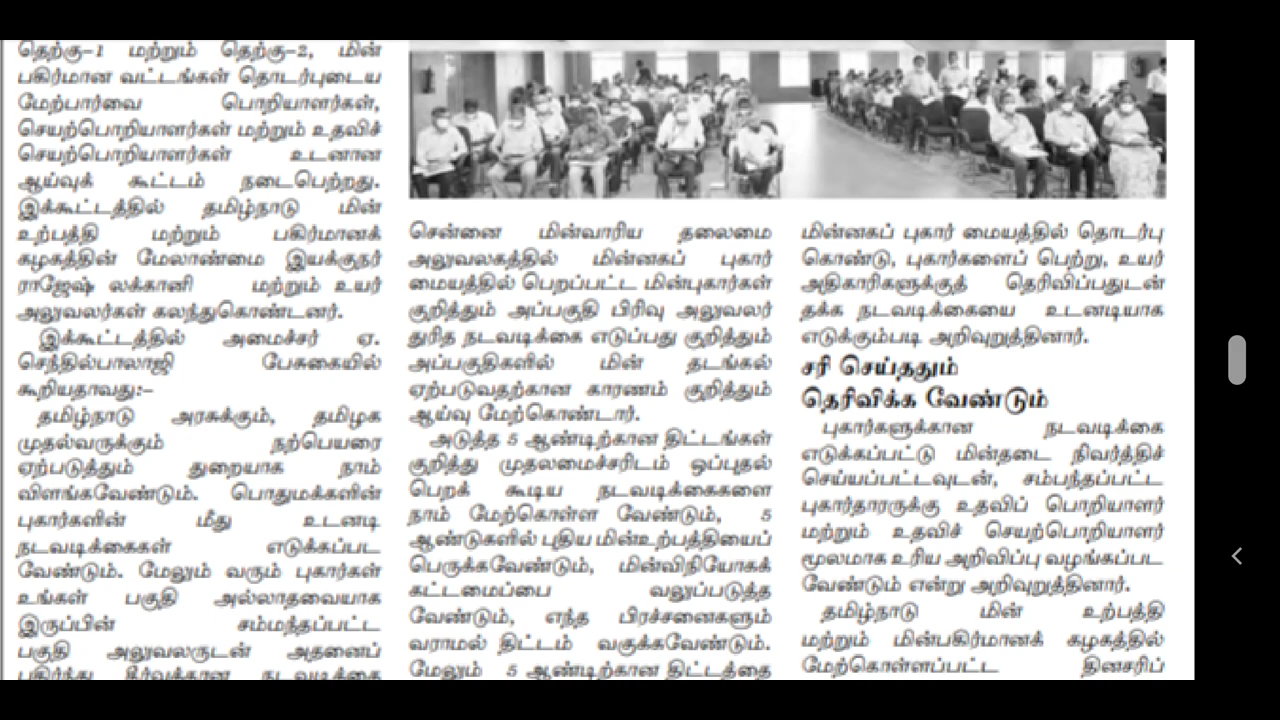 தெற்கு–1 மற்றும் தெற்கு–2, மின்
பகிர்மான வட்டங்கள் தொடர்புடைய
மேற்பார்வை பொறியாளர்கள்,
செயற்பொறியாளர்கள் மற்றும் உதவிச்
செயற்பொறியாளர்கள் உடனான
ஆய்வுக் கூட்டம் நடைபெற்றது.
இக்கூட்டத்தில் தமிழ்நாடு மின்
உற்பத்தி மற்றும் பகிர்மானக்
கழகத்தின் மேலாண்மை இயக்குநர்
ராஜேஷ் லக்கானி மற்றும் உயர்
அலுவலர்கள் கலந்துகொண்டனர்.
இக்கூட்டத்தில் அமைச்சர் ஏ.
செந்தில்பாலாஜி பேசுகையில்
கூறியதாவது:–
தமிழ்நாடு அரசுக்கும், தமிழக
முதல்வருக்கும் நற்பெயரை
ஏற்படுத்தும் துறையாக நாம்
விளங்கவேண்டும். பொதுமக்களின்
புகார்களின் மீது உடனடி
நடவடிக்கைகள் எடுக்கப்பட
வேண்டும். மேலும் வரும் புகார்கள்
உங்கள் பகுதி அல்லாதவையாக
இருப்பின் சம்மந்தப்பட்ட
பகுதி அலுவலருடன் அதனைப்
பகிர்ந்து தீர்வுக்கான நடவடிக்கை
சென்னை மின்வாரிய தலைமை
அலுவலகத்தில் மின்னகப் புகார்
மையத்தில் பெறப்பட்ட மின்புகார்கள்
குறித்தும் அப்பகுதி பிரிவு அலுவலர்
துரித நடவடிக்கை எடுப்பது குறித்தும்
அப்பகுதிகளில் மின் தடங்கல்
ஏற்படுவதற்கான காரணம் குறித்தும்
ஆய்வு மேற்கொண்டார்.
அடுத்த 5 ஆண்டிற்கான திட்டங்கள்
குறித்து முதலமைச்சரிடம் ஒப்புதல்
பெறக் கூடிய நடவடிக்கைகளை
நாம் மேற்கொள்ள வேண்டும், 5
ஆண்டுகளில் புதிய மின்உற்பத்தியைப்
பெருக்கவேண்டும், மின்விநியோகக்
கட்டமைப்பை வலுப்படுத்த
வேண்டும், எந்த பிரச்சனைகளும்
வராமல் திட்டம் வகுக்கவேண்டும்.
மேலும் 5 ஆண்டிற்கான திட்டத்தை
மின்னகப் புகார் மையத்தில் தொடர்பு
கொண்டு, புகார்களைப் பெற்று, உயர்
அதிகாரிகளுக்குத் தெரிவிப்பதுடன்
தக்க நடவடிக்கையை உடனடியாக
எடுக்கும்படி அறிவுறுத்தினார்.
சரி செய்ததும்
தெரிவிக்க வேண்டும்
புகார்களுக்கான நடவடிக்கை
எடுக்கப்பட்டு மின்தடை நிவர்த்திச்
செய்யப்பட்டவுடன், சம்பந்தப்பட்ட
புகார்தாரருக்கு உதவிப் பொறியாளர்
மற்றும் உதவிச் செயற்பொறியாளர்
மூலமாக உரிய அறிவிப்பு வழங்கப்பட
வேண்டும் என்று அறிவுறுத்தினார்.
தமிழ்நாடு மின் உற்பத்தி
மற்றும் மின்பகிர்மானக் கழகத்தில்
மேற்கொள்ளப்பட்ட தினசரிப்